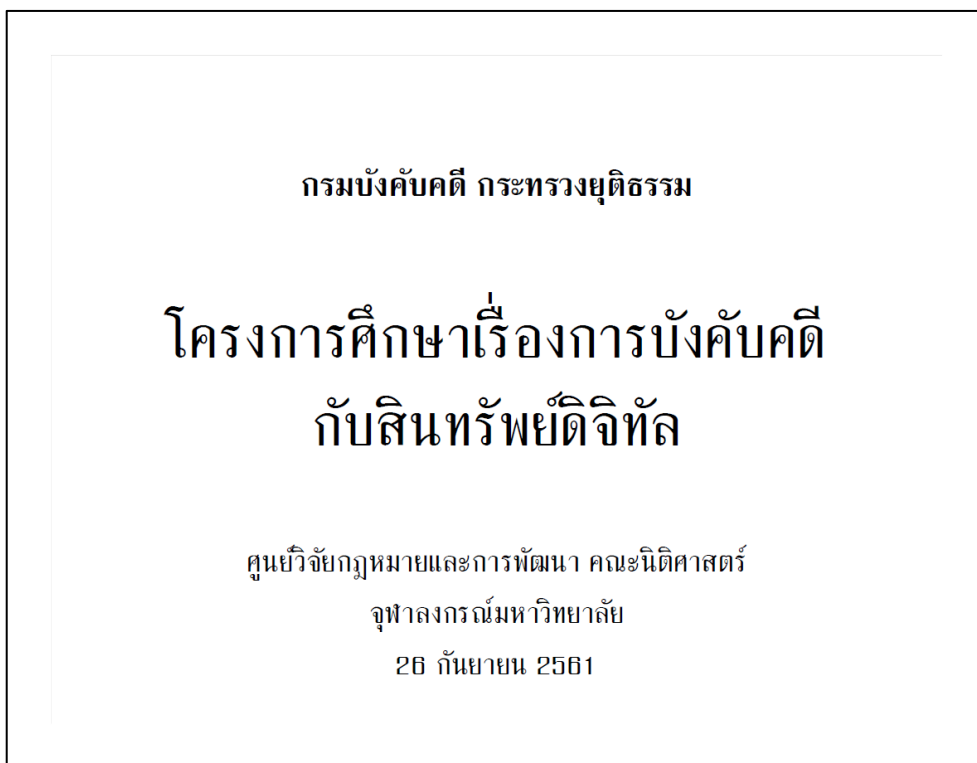 กรมบังคับคดี กระทรวงยุติธรรม
โครงการศึกษาเรื่องการบังคับคดี
กับสินทรัพย์ดิจิทัล
ศูนย์วิจัยกฎหมายและการพัฒนา คณะนิติศาสตร์
จุฬาลงกรณ์มหาวิทยาลัย
26 กันยายน 2561